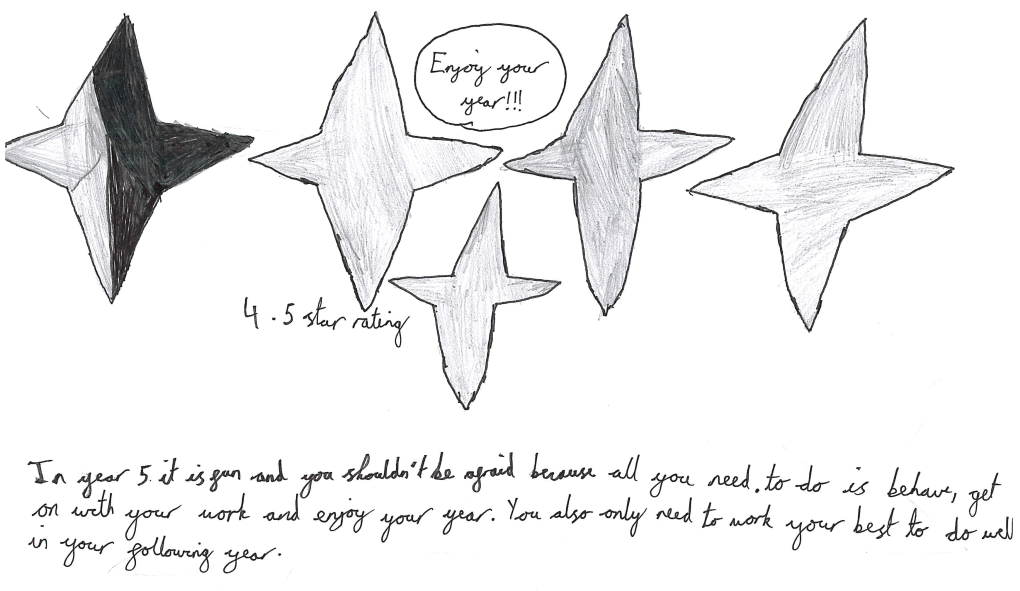 Enjoy your
year!!!
4.5 star rating
In year 5 it is fun and you shouldn't be afraid because all you need.to do is behave, get
on with your work and enjoy your year. You also only need to work your best to do well
in your following year.